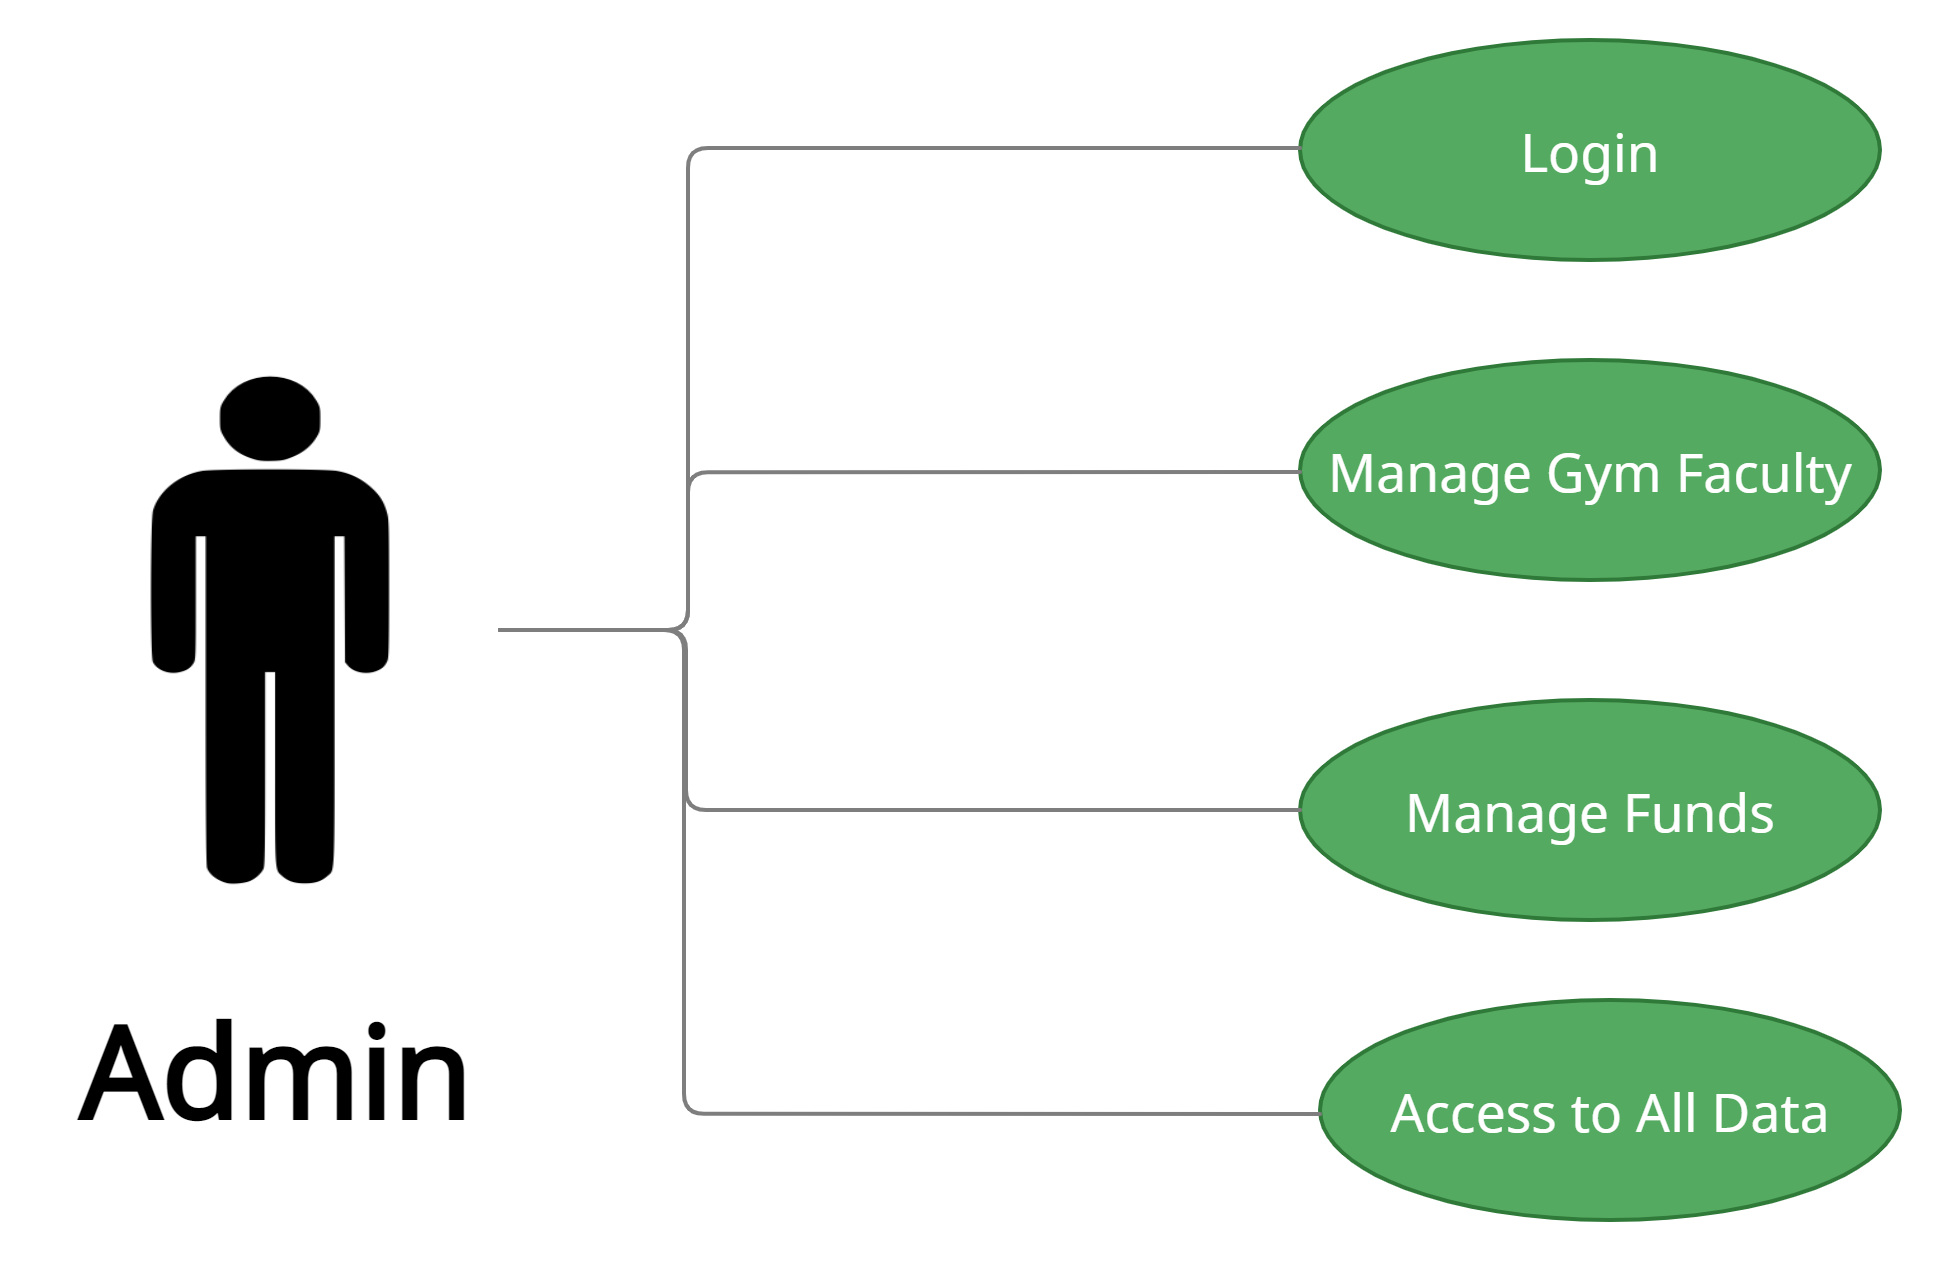 Login
Manage Gym Faculty
Manage Funds
Admin
Access to All Data